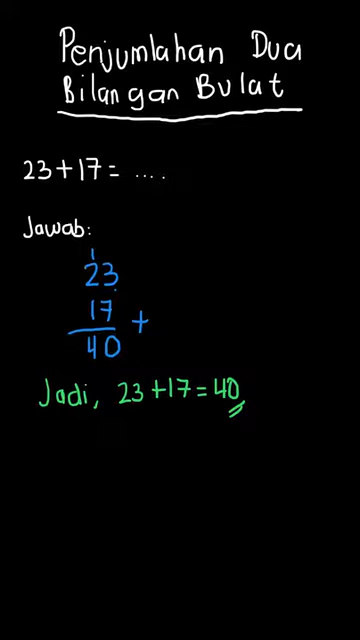 Penjumlahan Dua
Bilangan Bulat
23+17= ....
Jawab:
1
23
17 +
40
Jadi, 23+17=40